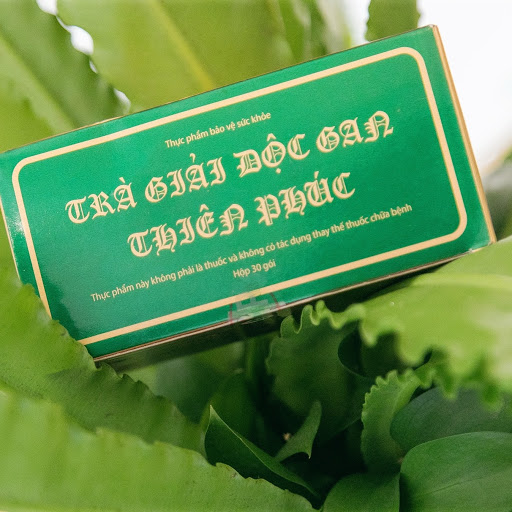 Thực phẩm bảo vệ sức khỏe
TRÀ GIẢI ĐỘC GAN
THIÊN PHÚC
Thực phẩm này không phải là thuốc và không có tác dụng thay thế thuốc chữa bệnh
Hộp 30 gói